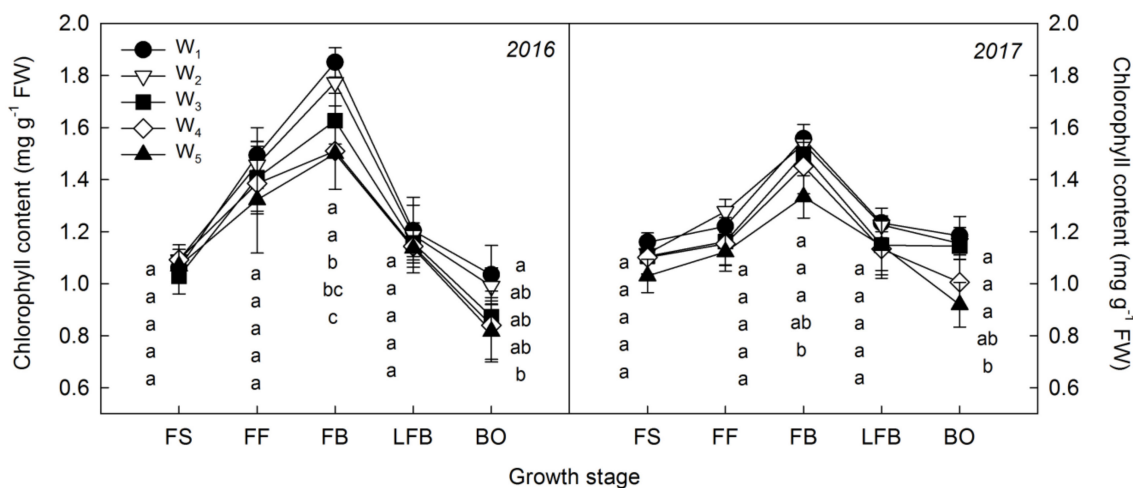 Chlorophyll content (mg g⁻¹ FW)
2.0
1.8
1.6
1.4
1.2
1.0
0.8
0.6
W₁
W₂
W₃
W₄
W₅
2016
a
a
a
a
a
a
a
a
a
a
a
a
b
bc
c
a
a
a
a
a
a
ab
ab
ab
b
FS FF FB LFB BO
2017
a
a
a
a
a
a
a
a
a
a
a
a
a
ab
b
a
a
a
a
a
a
a
a
ab
b
FS FF FB LFB BO
2.0
1.8
1.6
1.4
1.2
1.0
0.8
0.6
Chlorophyll content (mg g⁻¹ FW)
Growth stage